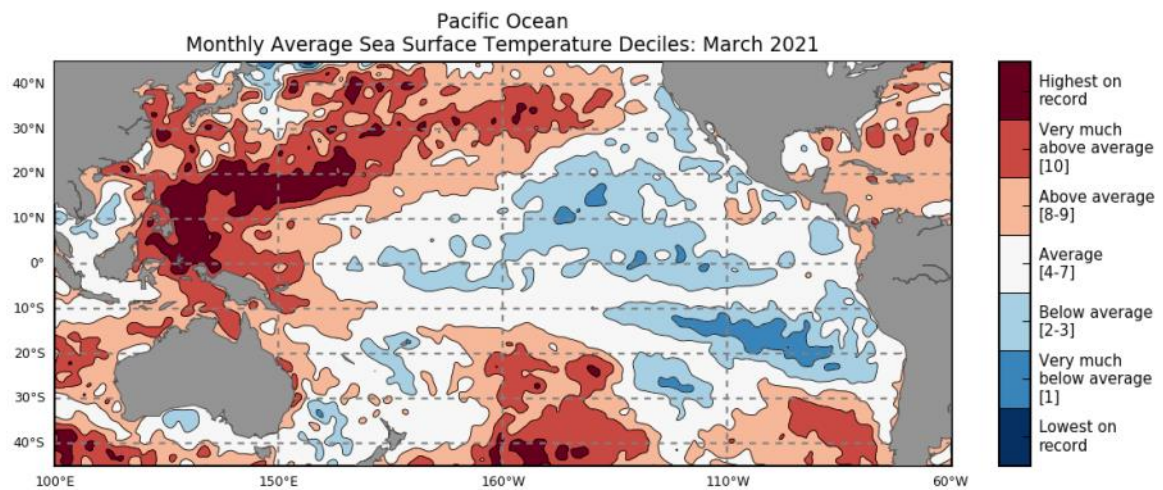 Pacific Ocean
Monthly Average Sea Surface Temperature Deciles: March 2021
40°N
30°N
20°N
10°N
0°
10°S
20°S
30°S
40°S
100°E
150°E
160°W
110°W
60°W
Highest on
record
Very much
above average
[10]
Above average
[8-9]
Average
[4-7]
Below average
[2-3]
Very much
below average
[1]
Lowest on
record